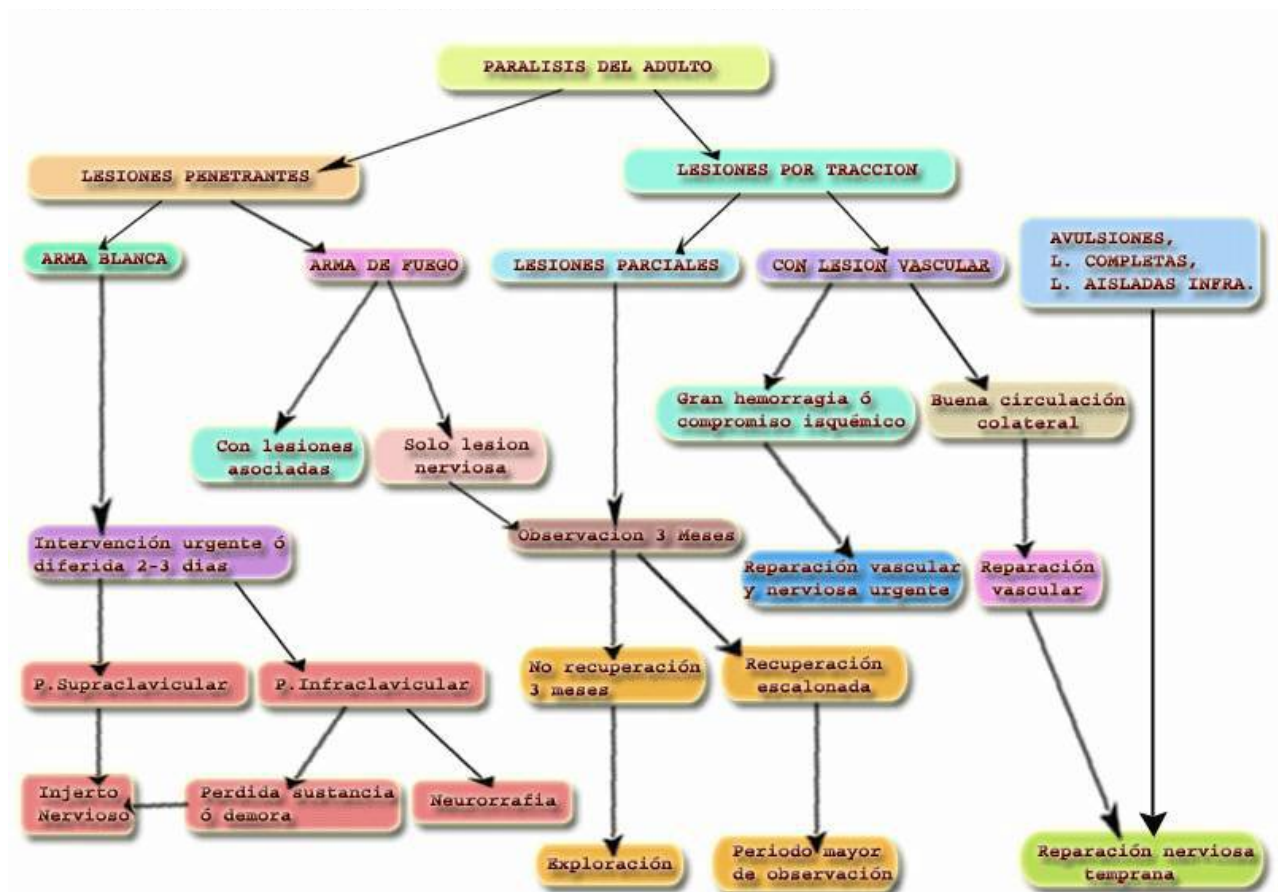 PARALISIS DEL ADULTO
LESIONES PENETRANTES
LESIONES POR TRACCION
ARMA BLANCA
ARMA DE FUEGO
LESIONES PARCIALES
CON LESION VASCULAR
AVULSIONES,
L. COMPLETAS,
L. AISLADAS INFRA.
Gran hemorragia ó
compromiso isquémico
Buena circulación
colateral
Con lesiones
asociadas
Solo lesion
nerviosa
Intervención urgente ó
diferida 2-3 dias
Observacion 3 Meses
Reparación vascular
y nerviosa urgente
Reparación
vascular
P.Supraclavicular
P.Infraclavicular
No recuperación
3 meses
Recuperación
escalonada
Injerto
Nervioso
Perdida sustancia
ó demora
Neurorrafia
Exploración
Periodo mayor
de observación
Reparación nerviosa
temprana